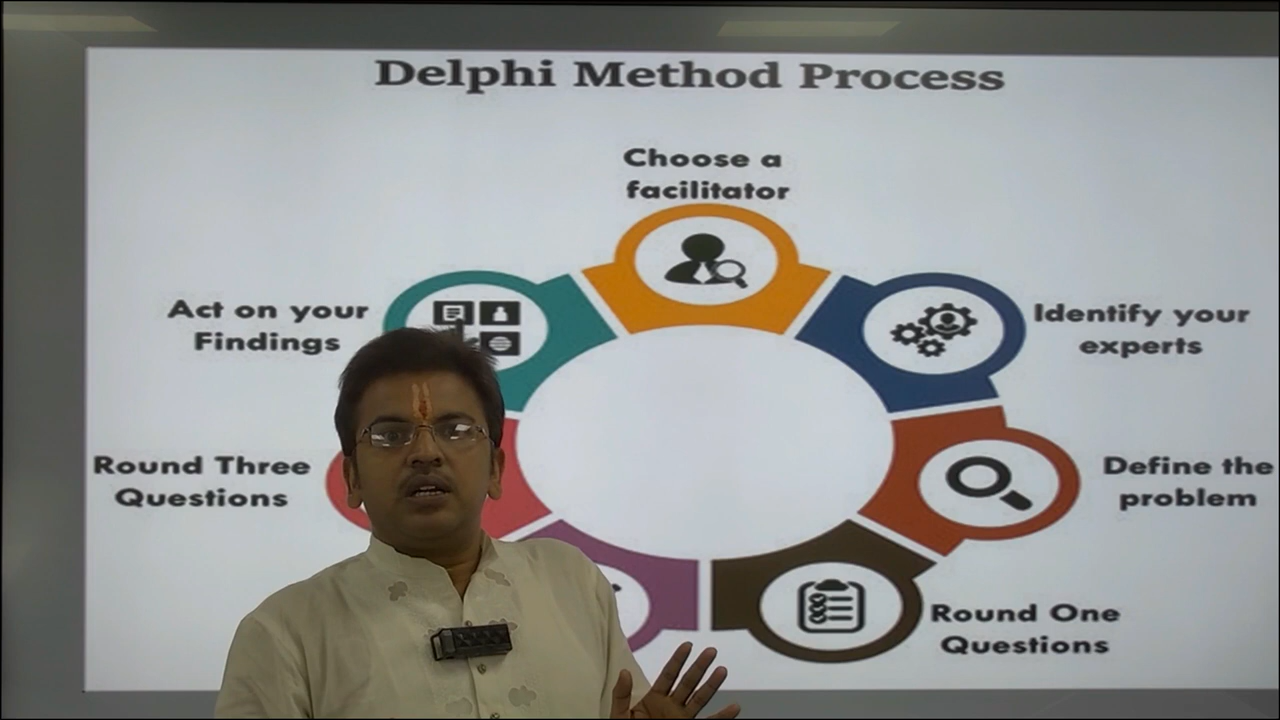 Delphi Method Process
Choose a
facilitator
Identify your
experts
Define the
problem
Round One
Questions
Round Three
Questions
Act on your
Findings